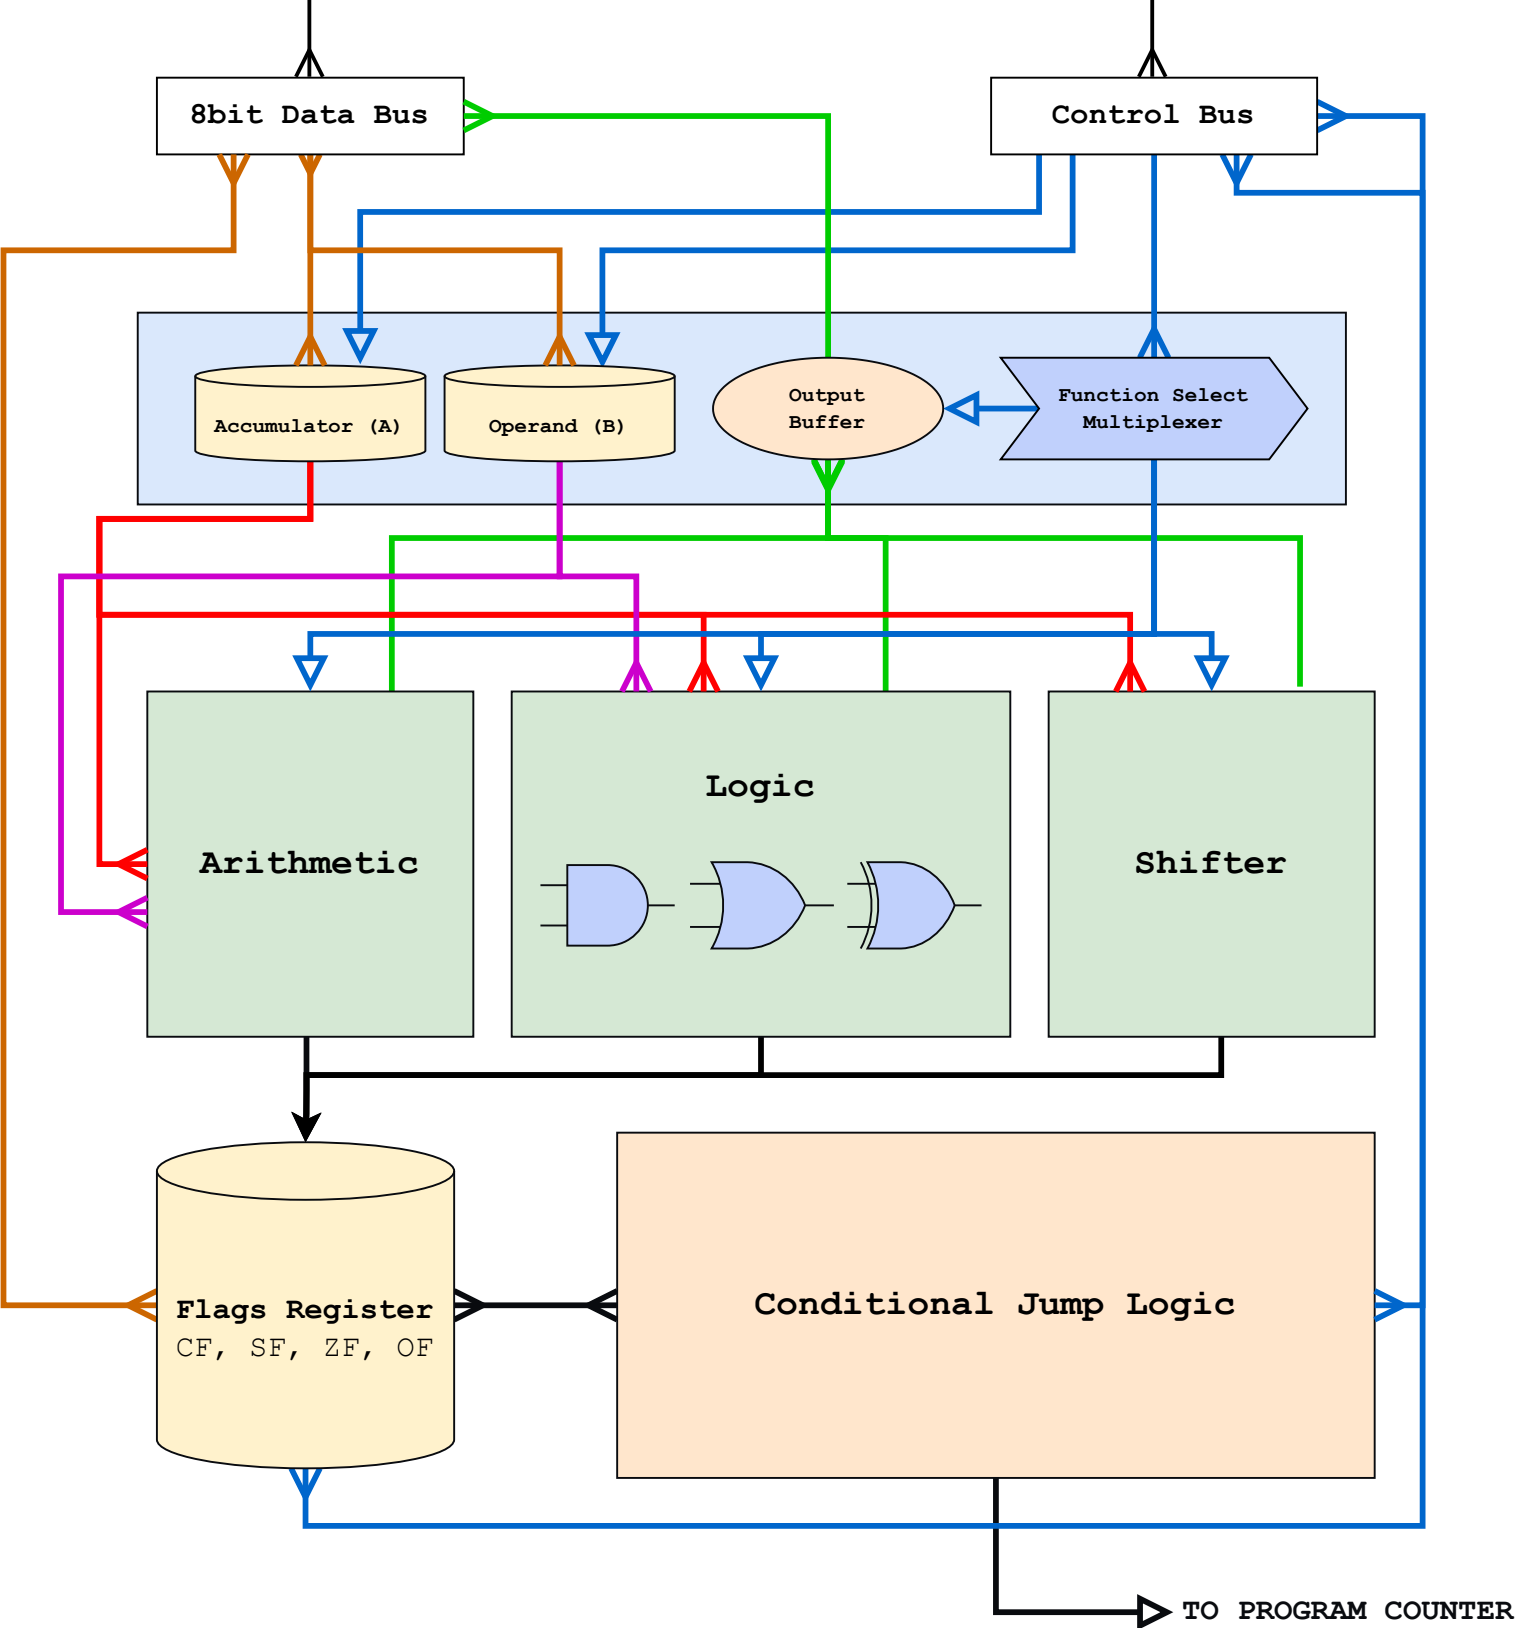 8bit Data Bus
Control Bus
Accumulator (A)
Operand (B)
Output
Buffer
Function Select
Multiplexer
Arithmetic
Logic
Shifter
Flags Register
CF, SF, ZF, OF
Conditional Jump Logic
TO PROGRAM COUNTER